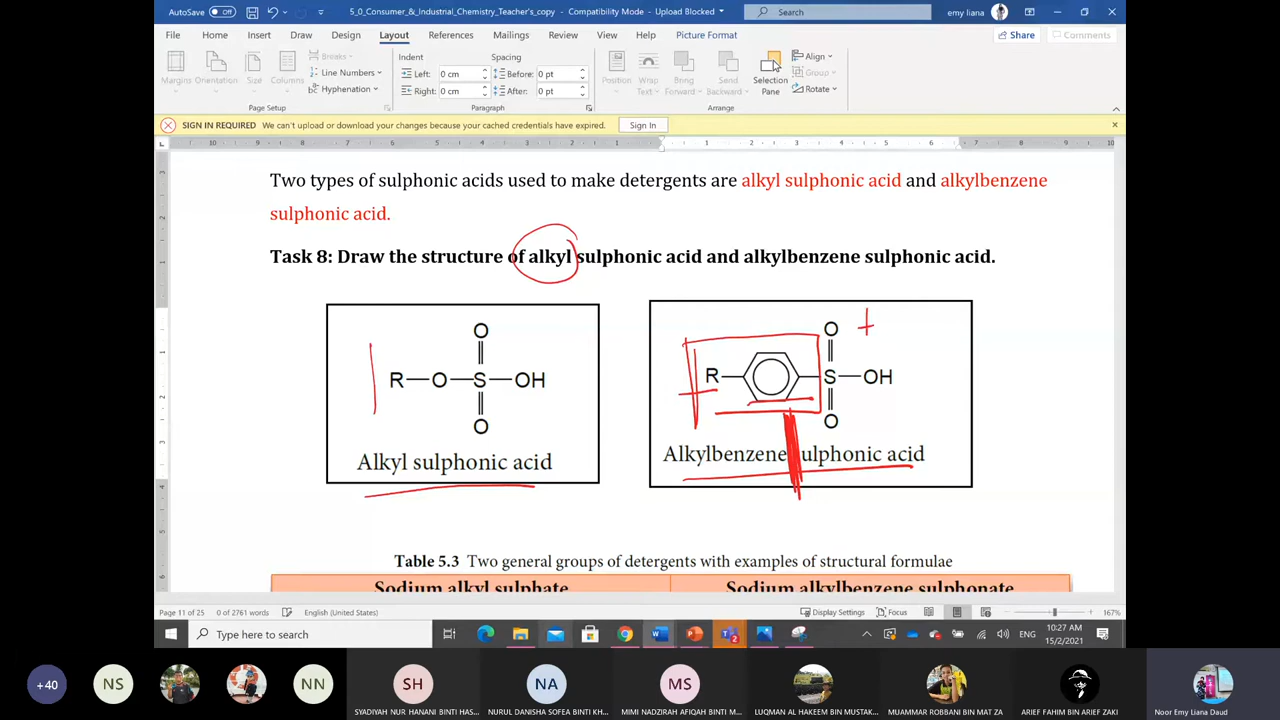 AutoSave Off 5_0_Consumer_&_Industrial_Chemistry_Teacher's_copy - Compatibility Mode - Upload Blocked Search emy liana
File Home Insert Draw Design Layout References Mailings Review View Help Picture Format Share Comments
Margins Orientation Size Columns Breaks Line Numbers Hyphenation Page Setup
Indent Left: 0 cm Right: 0 cm Spacing Before: 0 pt After: 0 pt Paragraph
Position Wrap Text Bring Forward Send Backward Selection Pane Align Group Rotate Arrange
SIGN IN REQUIRED We can't upload or download your changes because your cached credentials have expired. Sign In
Two types of sulphonic acids used to make detergents are alkyl sulphonic acid and alkylbenzene
sulphonic acid.
Task 8: Draw the structure of alkyl sulphonic acid and alkylbenzene sulphonic acid.
O
R O S OH
O
Alkyl sulphonic acid
O
R S OH
O
Alkylbenzene sulphonic acid
Table 5.3 Two general groups of detergents with examples of structural formulae
Sodium alkyl sulphate Sodium alkylbenzene sulphonate
Page 11 of 25 0 of 2761 words English (United States) Display Settings Focus 167%
Type here to search ENG 10:27 AM 15/2/2021
+40 NS NN SH NA MS
SYADIYAH NUR HANANI BINTI HAS... NURUL DANISHA SOFEA BINTI KH... MIMI NADZIRAH AFIQAH BINTI M... LUQMAN AL HAKEEM BIN MUSTAK... MUAMMAR ROBBANI BIN MAT ZA ARIEF FAHIM BIN ARIEF ZAKI Noor Emy Liana Daud